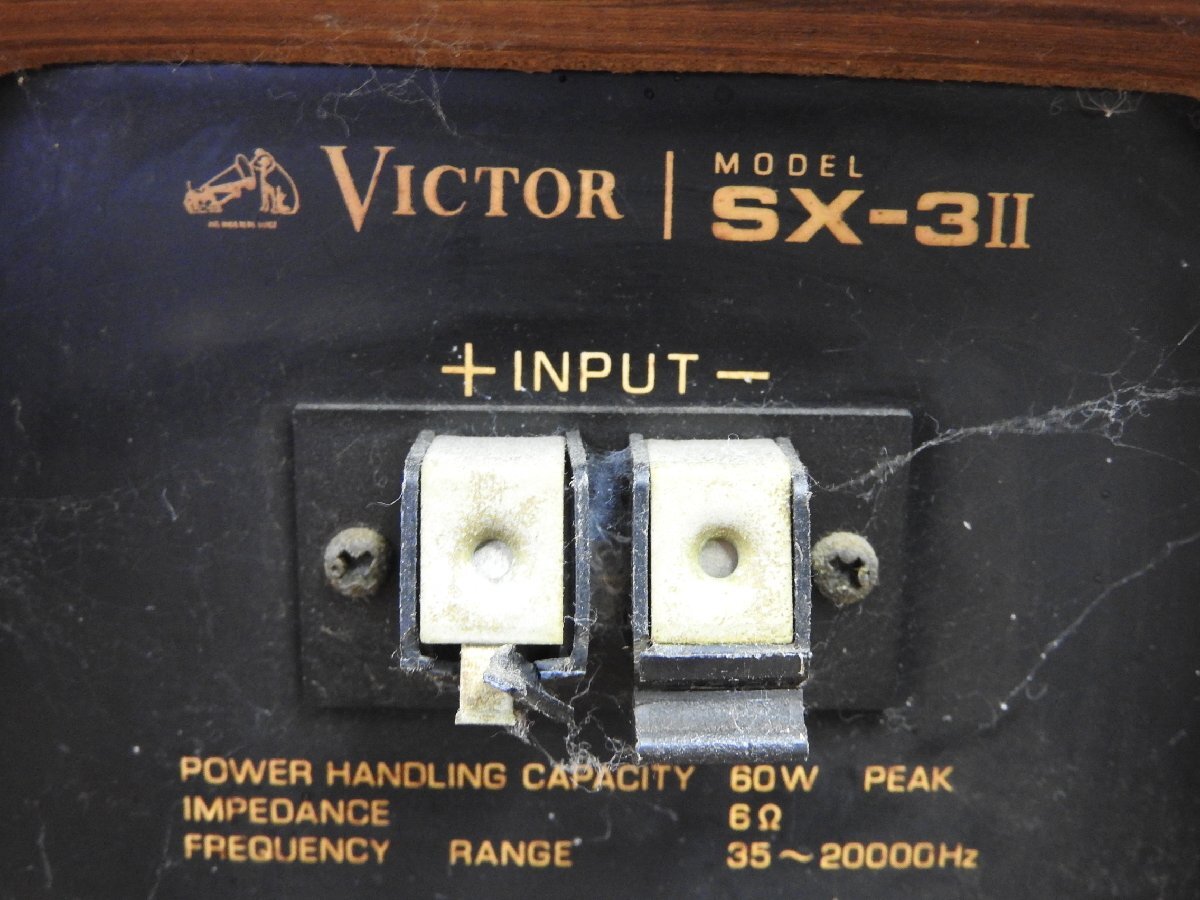 VICTOR | MODEL
SX-3II
+ INPUT −
POWER HANDLING CAPACITY 60W PEAK
IMPEDANCE 6Ω
FREQUENCY RANGE 35~20000Hz